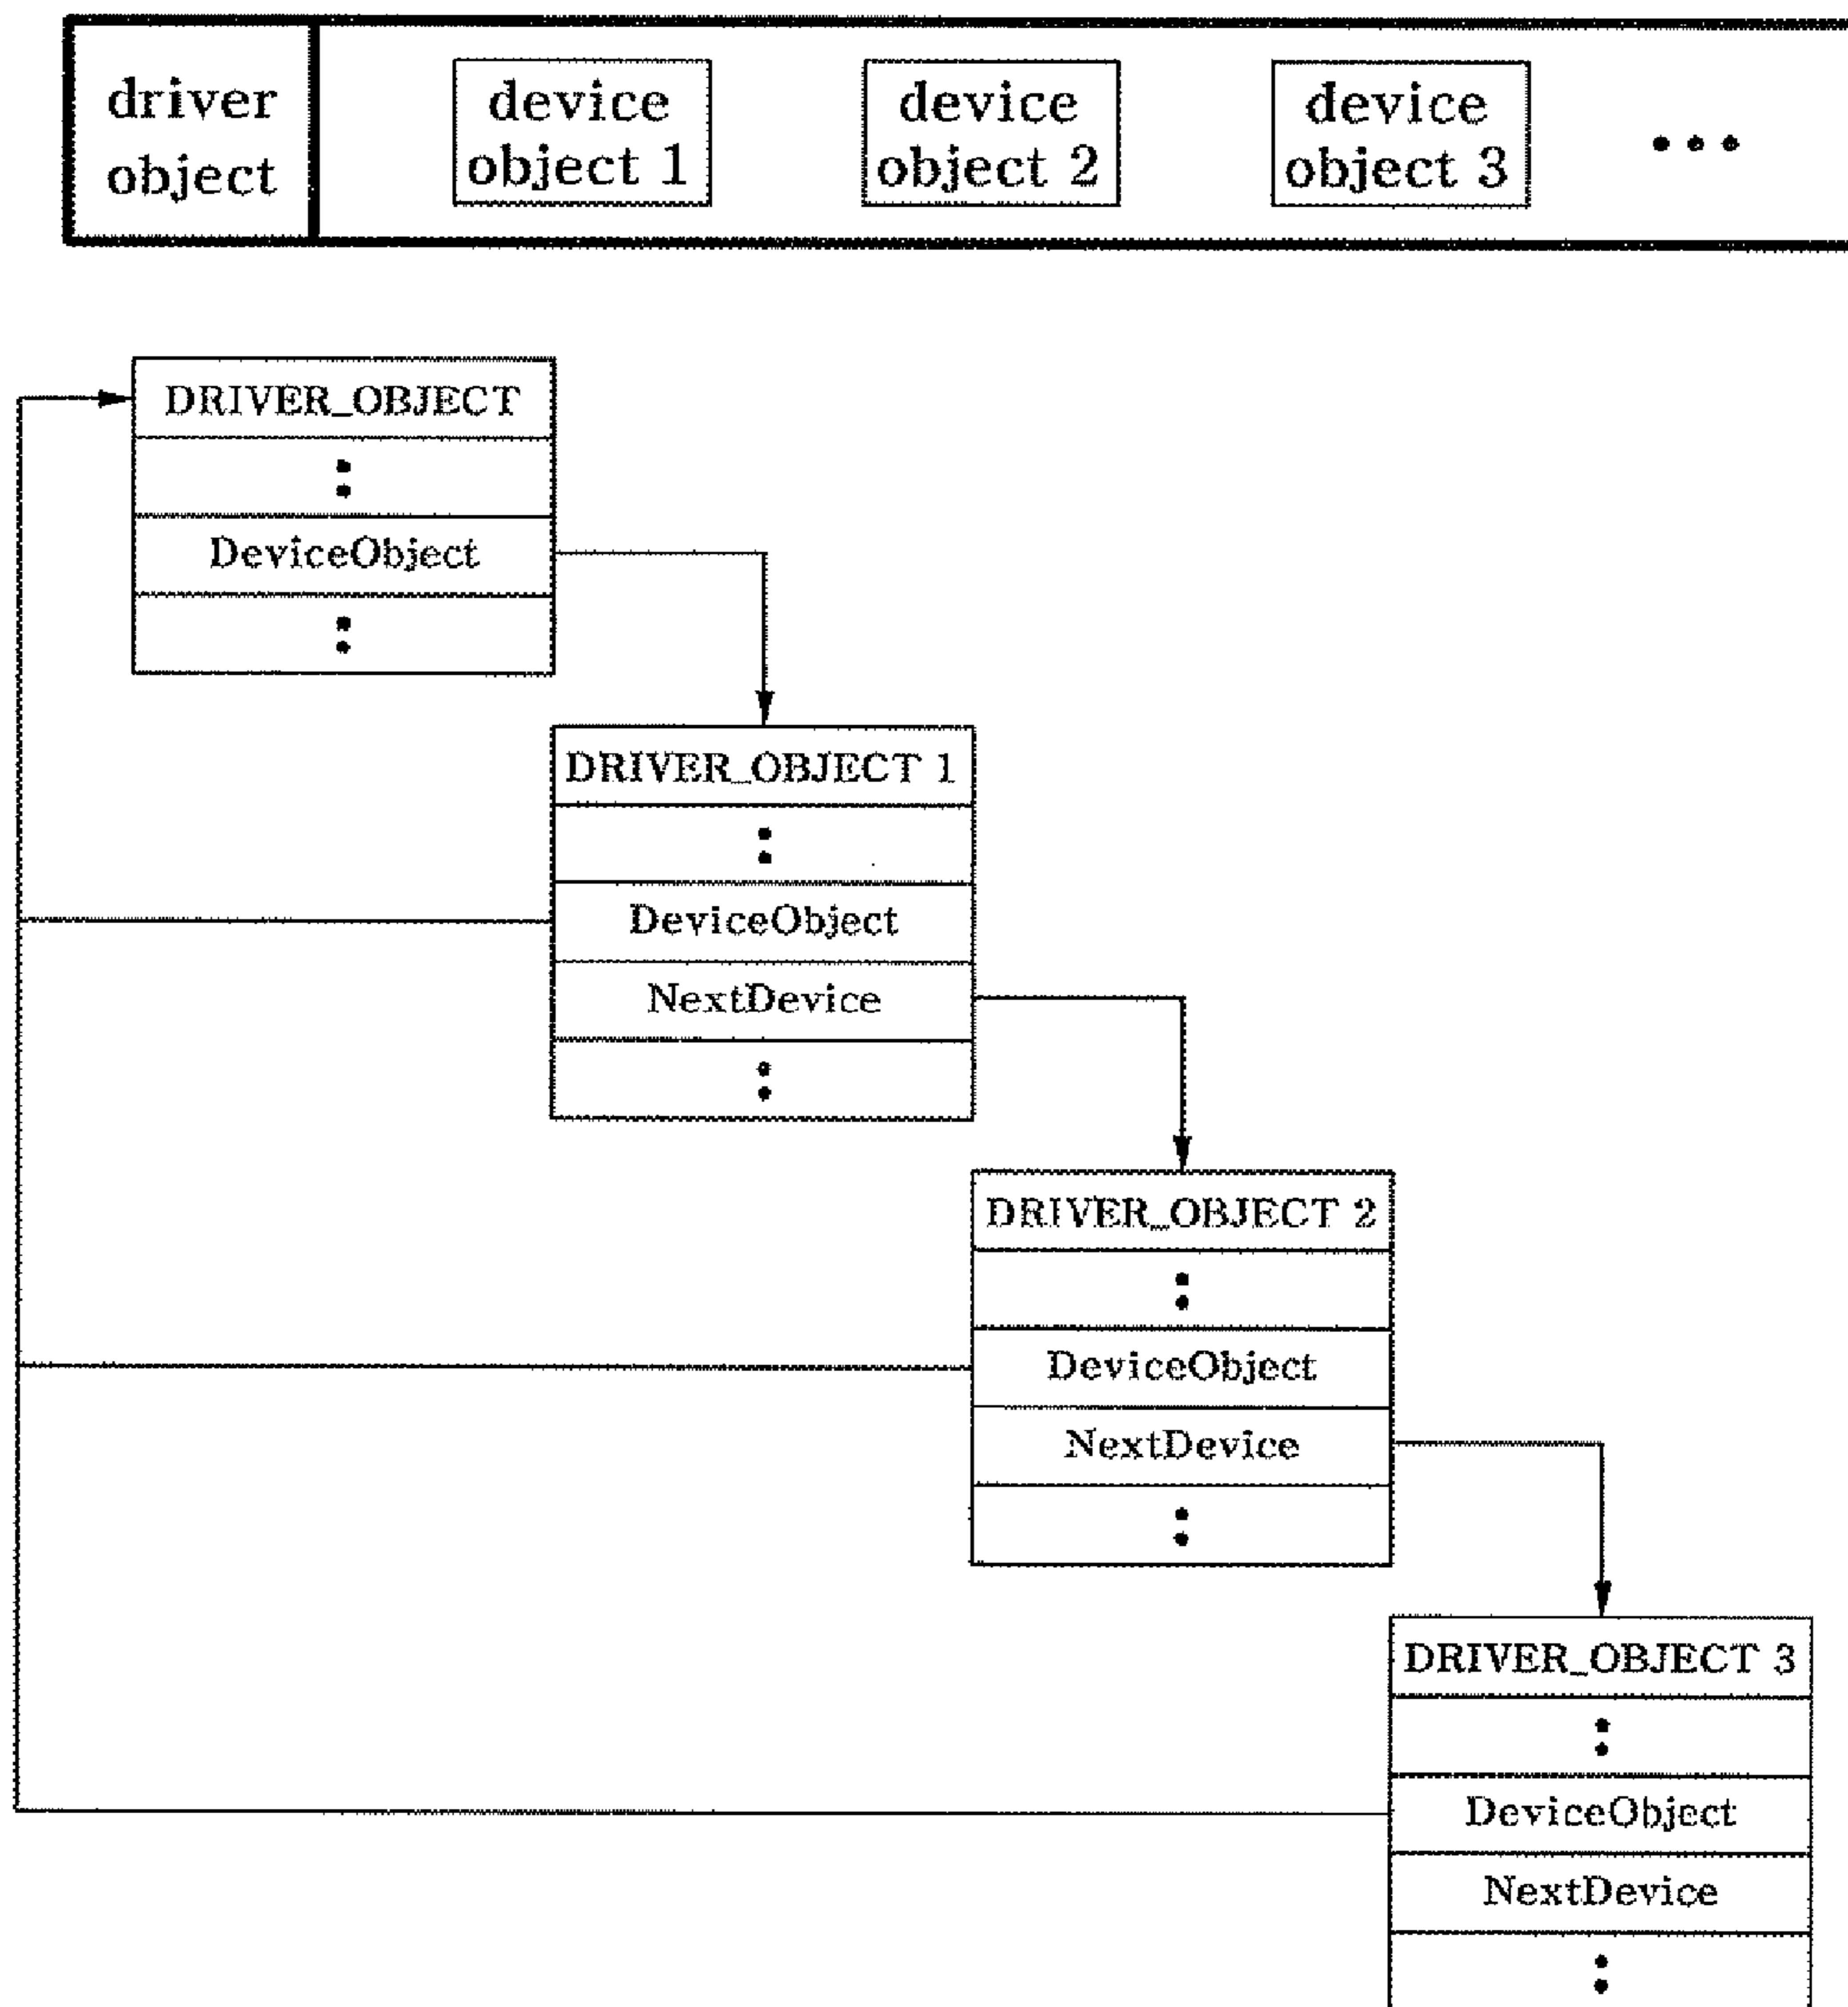 driver
object
device
object 1
device
object 2
device
object 3
DRIVER_OBJECT
DeviceObject
DRIVER_OBJECT 1
DeviceObject
NextDevice
DRIVER_OBJECT 2
DeviceObject
NextDevice
DRIVER_OBJECT 3
DeviceObject
NextDevice